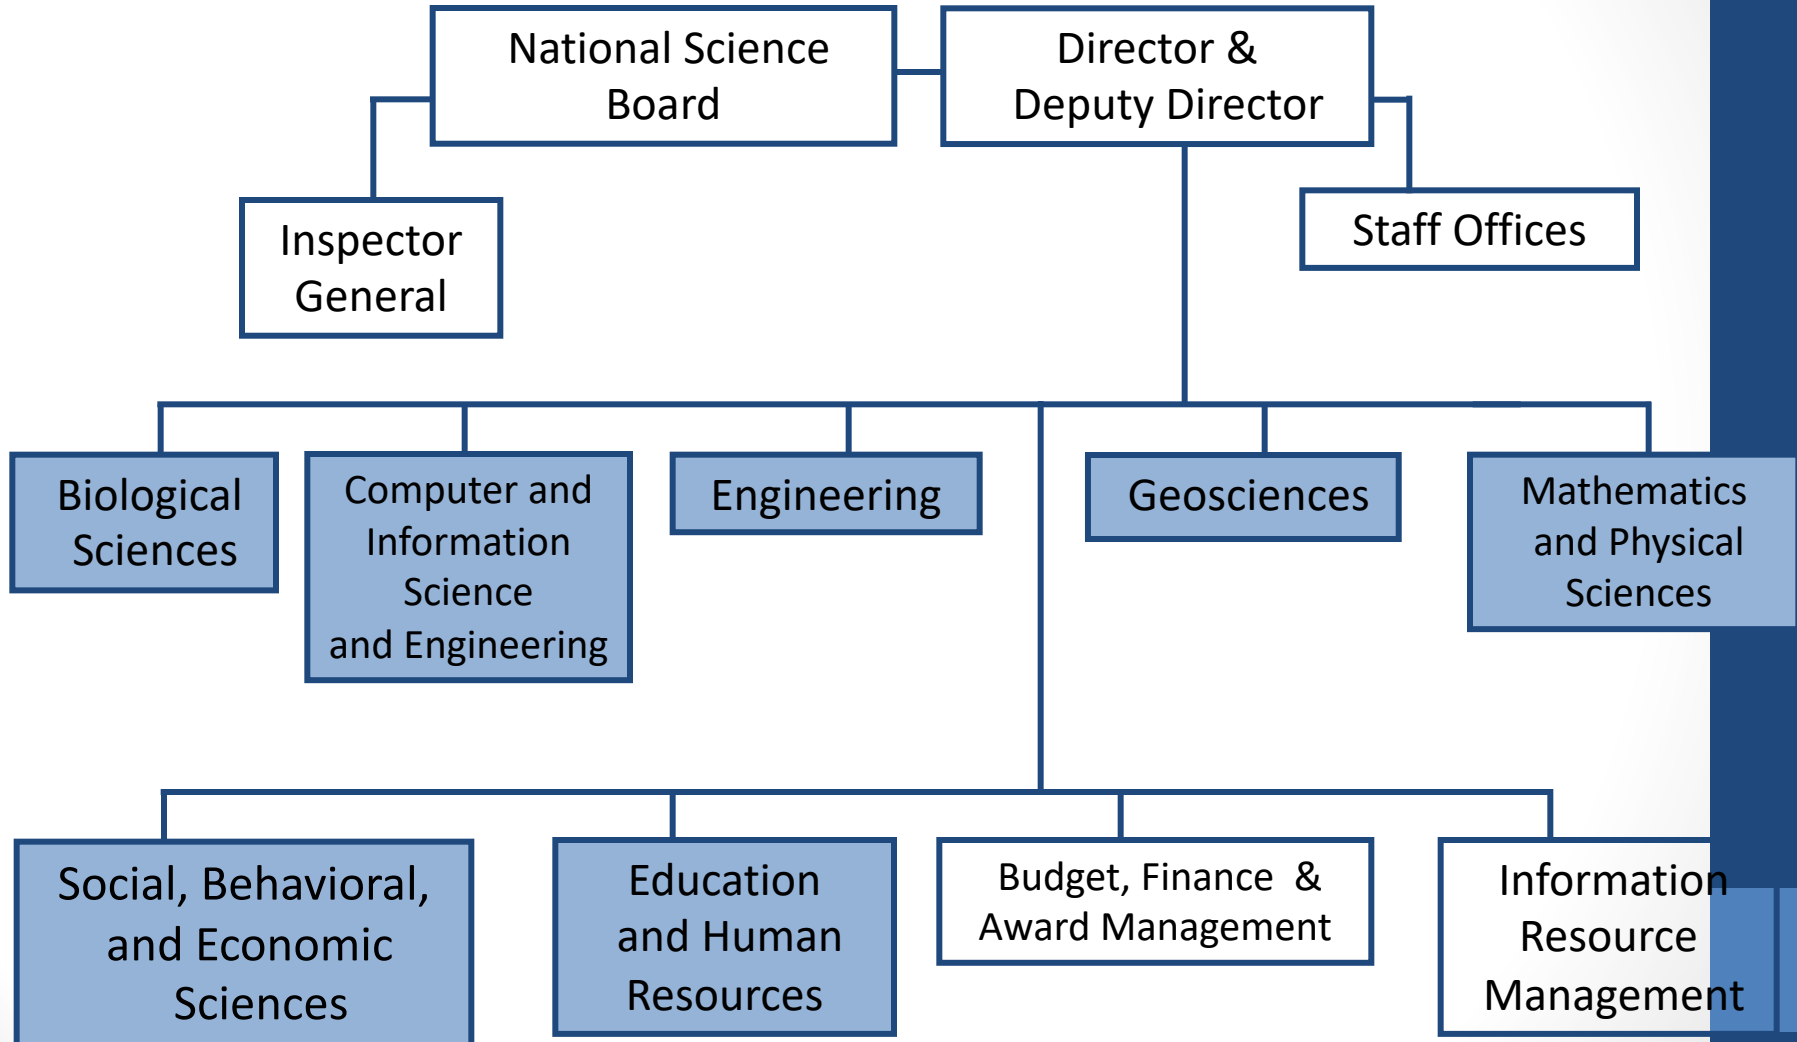 National Science
Board
Director &
Deputy Director
Inspector
General
Staff Offices
Biological
Sciences
Computer and
Information
Science
and Engineering
Engineering
Geosciences
Mathematics
and Physical
Sciences
Social, Behavioral,
and Economic
Sciences
Education
and Human
Resources
Budget, Finance &
Award Management
Information
Resource
Management